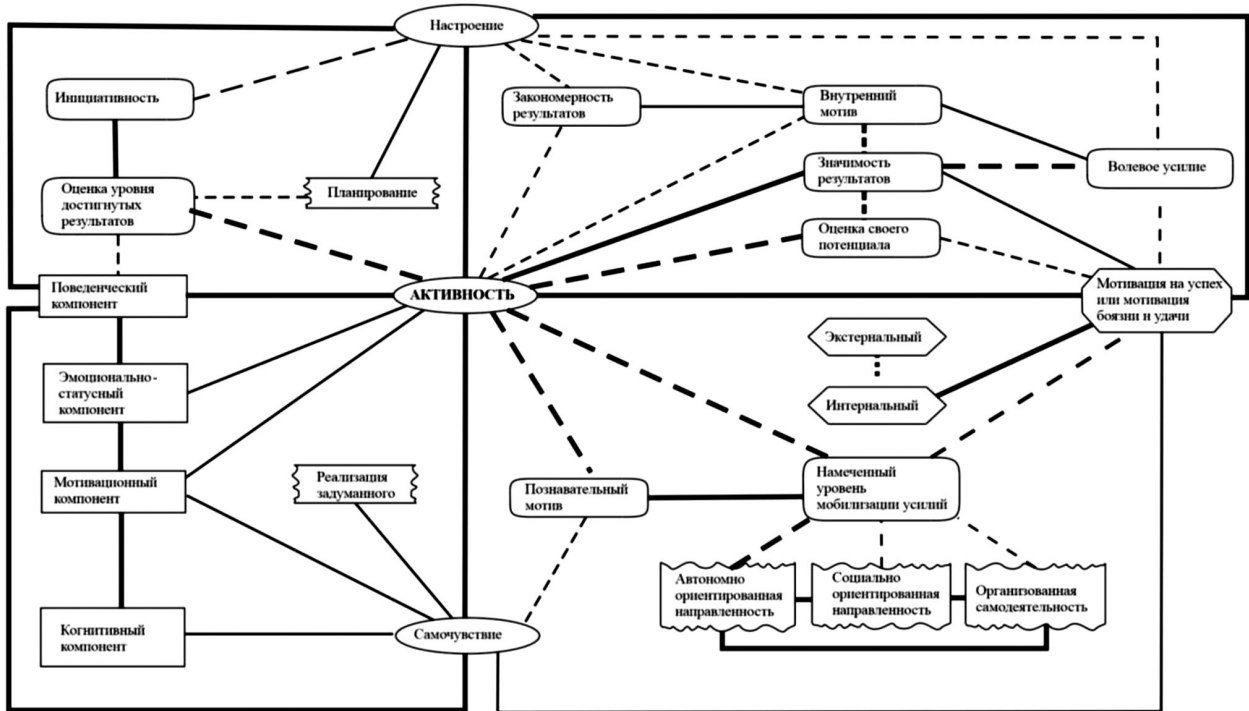 Настроение
Инициативность
Закономерность
результатов
Внутренний
мотив
Оценка уровня
достигнутых
результатов
Планирование
Значимость
результатов
Волевое усилие
Оценка своего
потенциала
Поведенческий
компонент
АКТИВНОСТЬ
Мотивация на успех
или мотивация
боязни и удачи
Экстернальный
Эмоционально-
статусный
компонент
Интернальный
Мотивационный
компонент
Реализация
задуманного
Познавательный
мотив
Намеченный
уровень
мобилизации усилий
Автономно
ориентированная
направленность
Социально
ориентированная
направленность
Организованная
самодеятельность
Когнитивный
компонент
Самочувствие